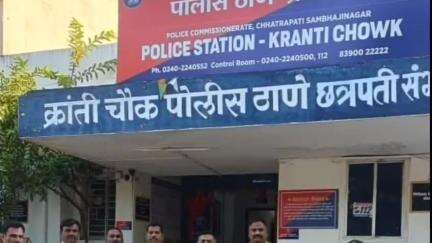 पोलीस ठाणे
POLICE COMMISSIONERATE, CHHATRAPATI SAMBHAJINAGAR
POLICE STATION - KRANTI CHOWK
Ph. 0240-2240552 Control Room - 0240-2240500, 112 / 83900 22222
क्रांती चौक पोलीस ठाणे छत्रपती सं
112